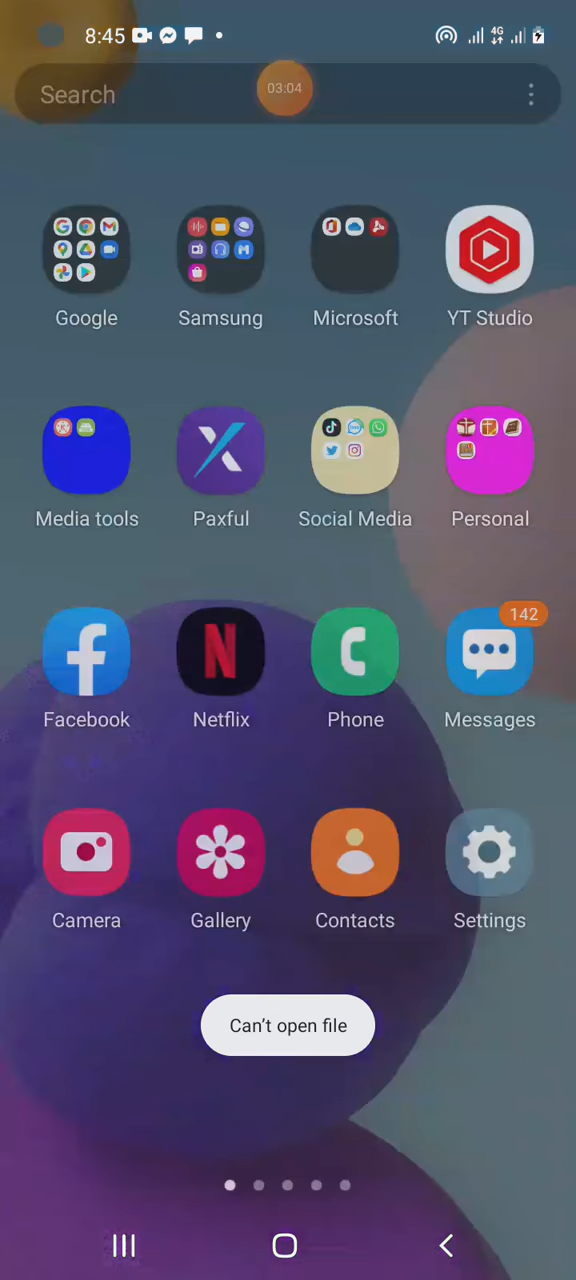 8:45
4G
Search
03:04
Google Samsung Microsoft YT Studio
Media tools Paxful Social Media Personal
142
Facebook Netflix Phone Messages
Camera Gallery Contacts Settings
Can't open file